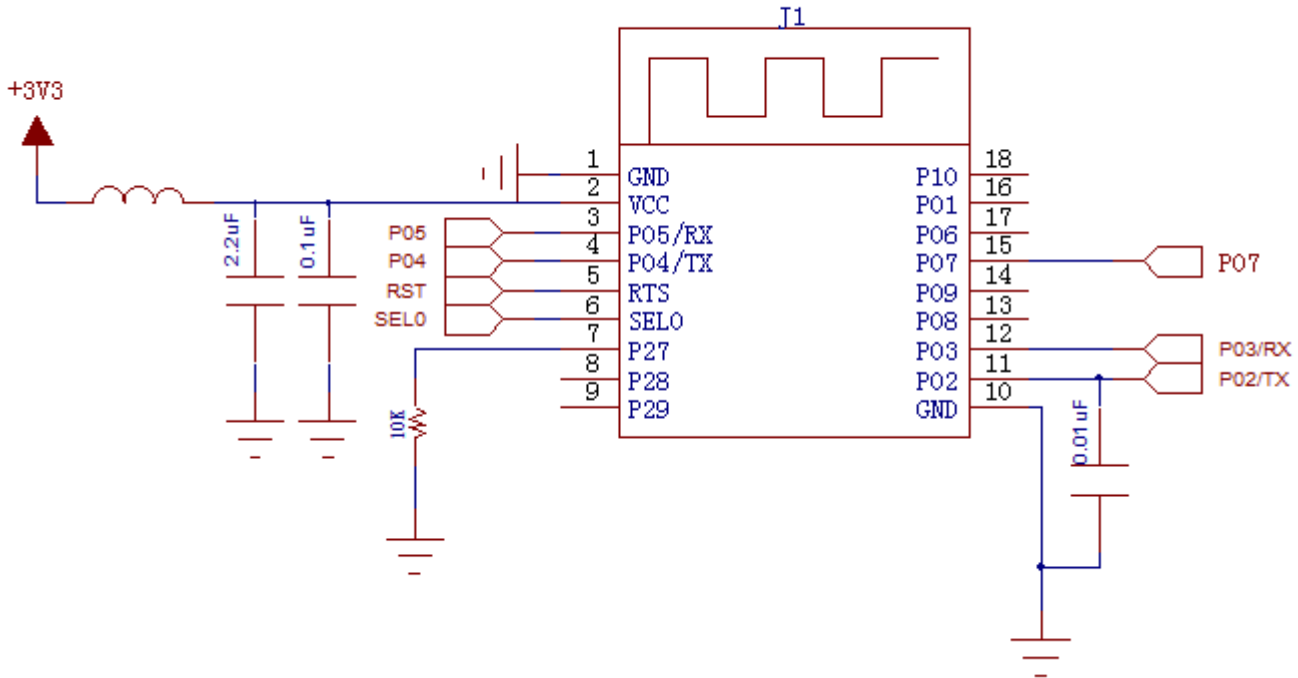 J1
+3V3
1
GND
2
VCC
3
P05/RX
4
P04/TX
5
RTS
6
SELO
7
P27
8
P28
9
P29
18
P10
16
P01
17
P06
15
P07
14
P09
13
P08
12
P03
11
P02
10
GND
P05
P04
RST
SEL0
2.2uF
0.1uF
10K
P07
P03/RX
P02/TX
0.01uF